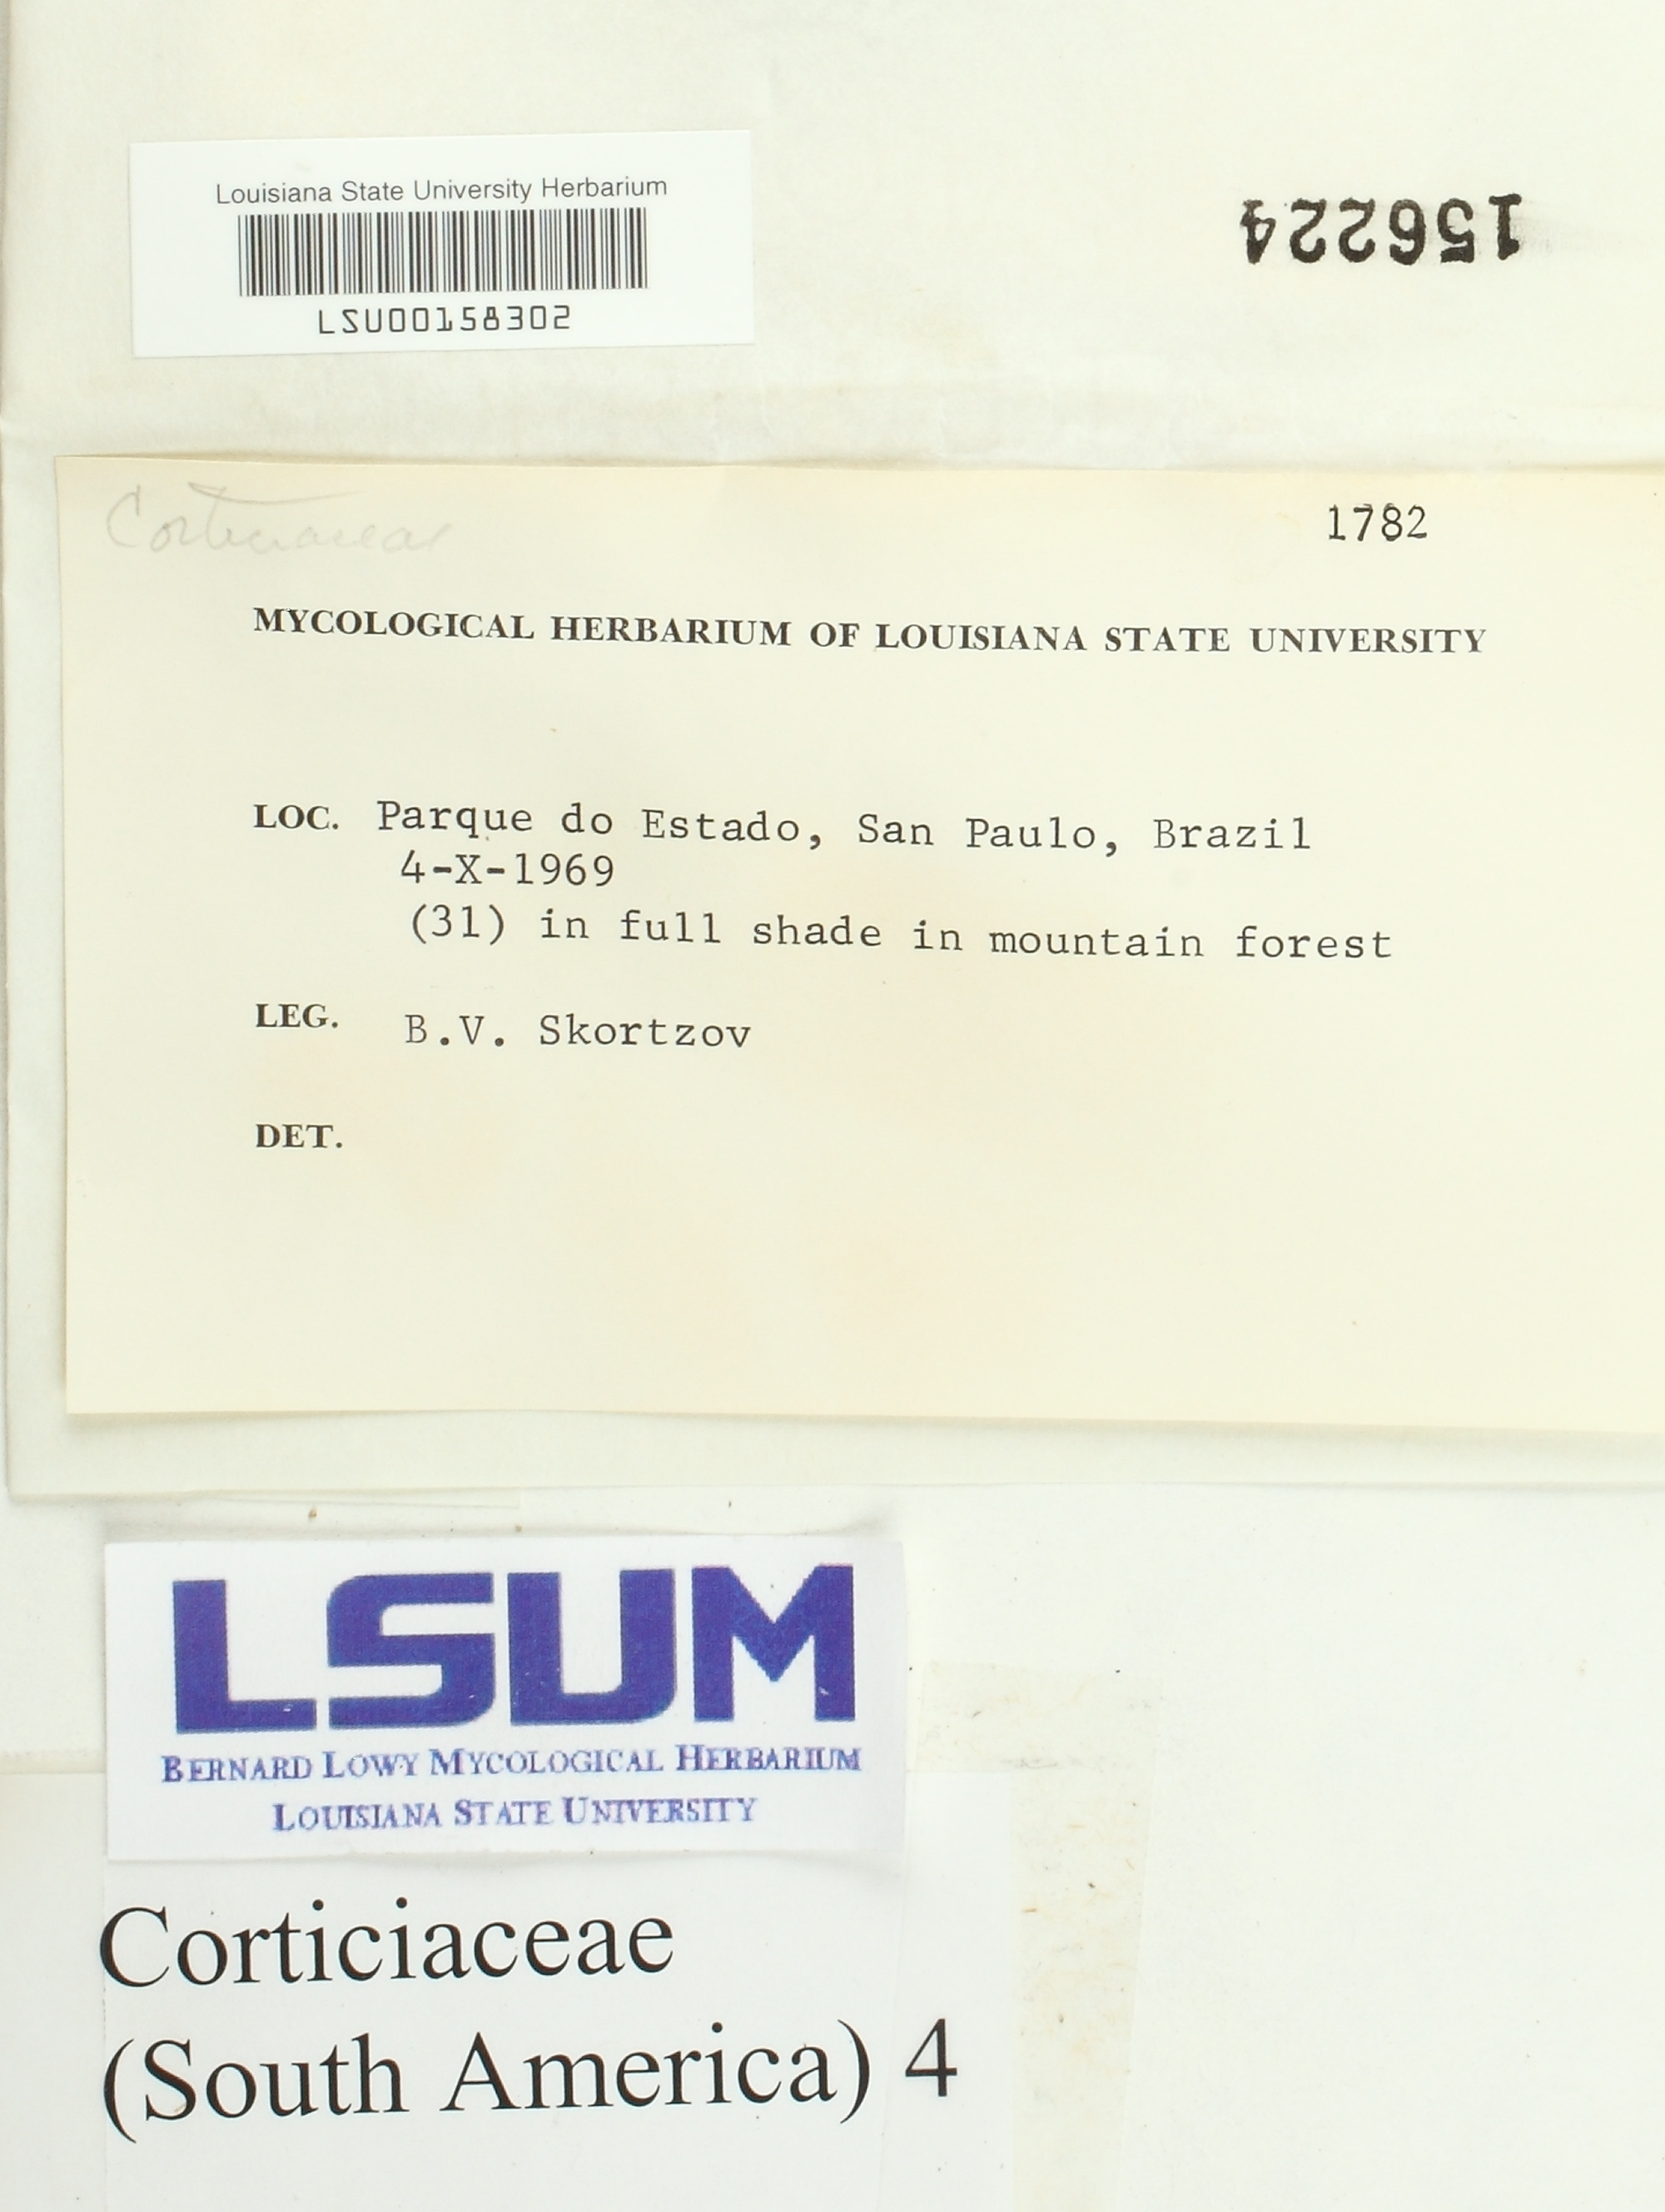 Louisiana State University Herbarium
LSU00158302
156224
Corticiaceae
1782
MYCOLOGICAL HERBARIUM OF LOUISIANA STATE UNIVERSITY
LOC. Parque do Estado, San Paulo, Brazil
4-X-1969
(31) in full shade in mountain forest
LEG. B.V. Skortzov
DET.
LSUM
BERNARD LOWY MYCOLOGICAL HERBARIUM
LOUISIANA STATE UNIVERSITY
Corticiaceae
(South America) 4